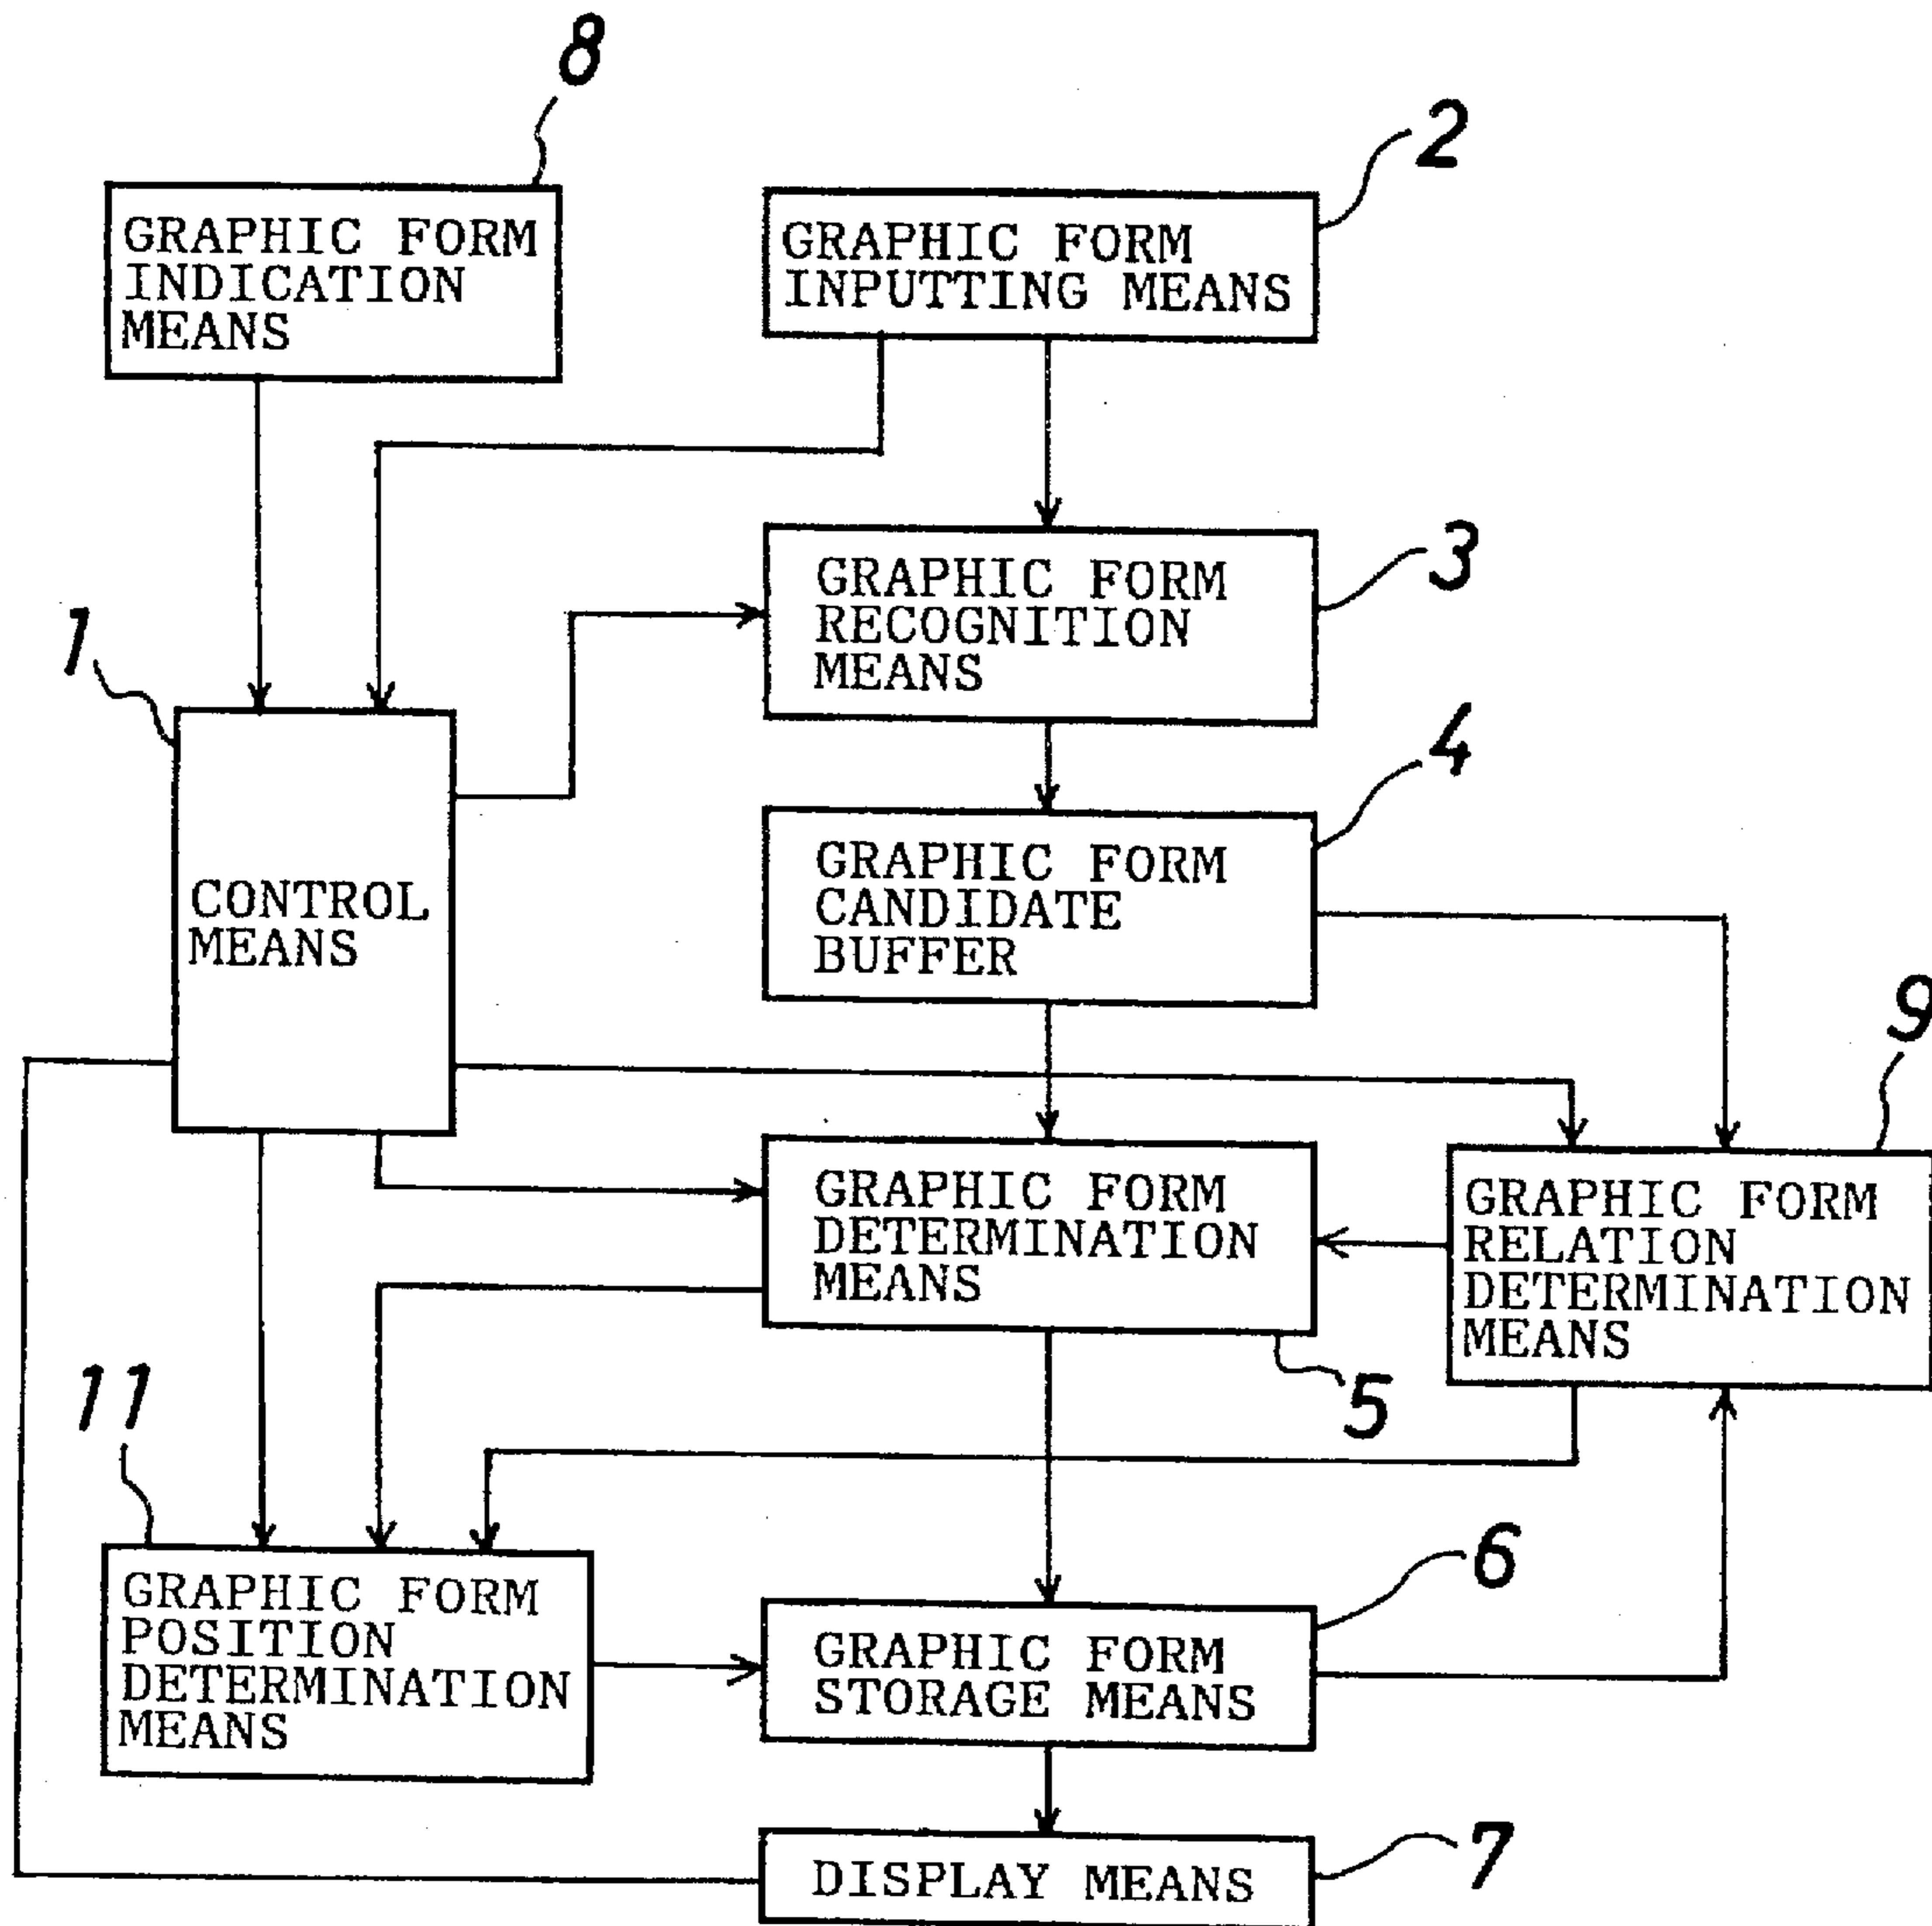 8
GRAPHIC FORM
INDICATION
MEANS
2
GRAPHIC FORM
INPUTTING MEANS
3
GRAPHIC FORM
RECOGNITION
MEANS
1
CONTROL
MEANS
4
GRAPHIC FORM
CANDIDATE
BUFFER
9
GRAPHIC FORM
RELATION
DETERMINATION
MEANS
GRAPHIC FORM
DETERMINATION
MEANS
5
11
GRAPHIC FORM
POSITION
DETERMINATION
MEANS
6
GRAPHIC FORM
STORAGE MEANS
7
DISPLAY MEANS